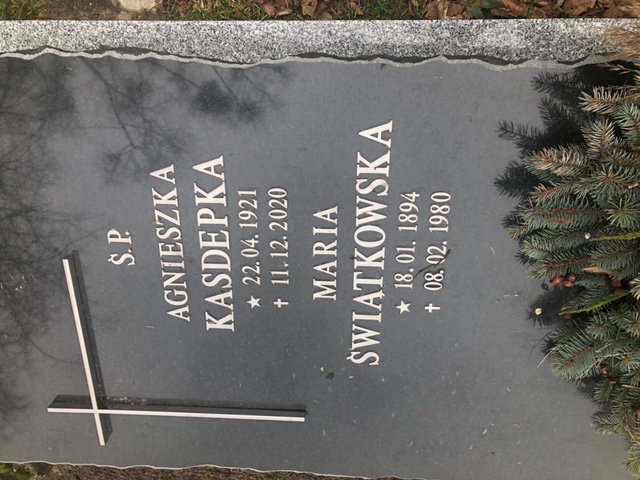 Ś.P.
AGNIESZKA
KASDEPKA
★ 22.04.1921
✝ 11.12.2020
MARIA
ŚWIĄTKOWSKA
★ 18.01.1894
✝ 08.02.1980